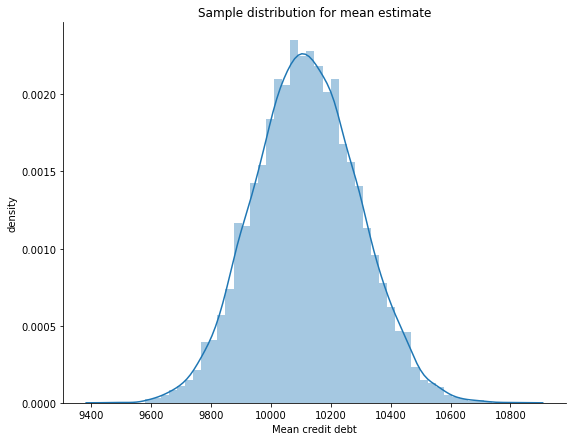 Sample distribution for mean estimate
0.0020
0.0015
0.0010
0.0005
0.0000
density
9400 9600 9800 10000 10200 10400 10600 10800
Mean credit debt